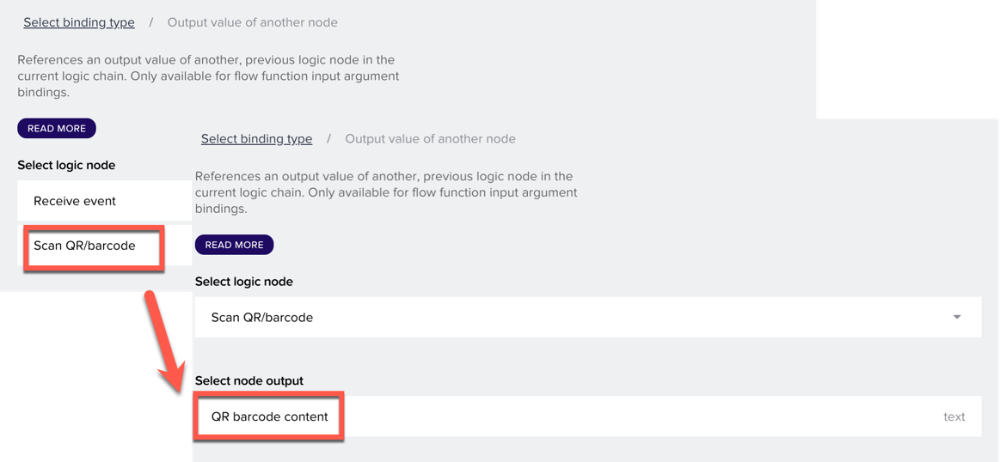 Select binding type / Output value of another node
References an output value of another, previous logic node in the
current logic chain. Only available for flow function input argument
bindings.
READ MORE
Select logic node
Receive event
Scan QR/barcode
Select binding type / Output value of another node
References an output value of another, previous logic node in the
current logic chain. Only available for flow function input argument
bindings.
READ MORE
Select logic node
Scan QR/barcode
Select node output
QR barcode content text